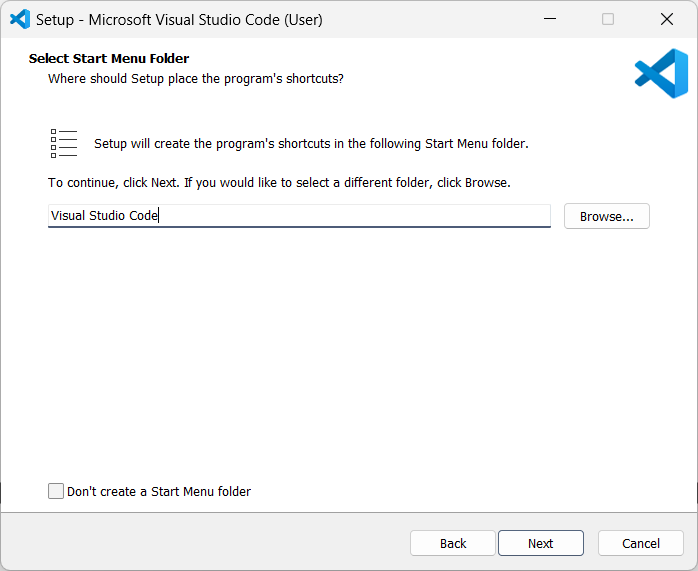 Setup - Microsoft Visual Studio Code (User)
Select Start Menu Folder
Where should Setup place the program's shortcuts?
Setup will create the program's shortcuts in the following Start Menu folder.
To continue, click Next. If you would like to select a different folder, click Browse.
Visual Studio Code
Browse...
Don't create a Start Menu folder
Back
Next
Cancel